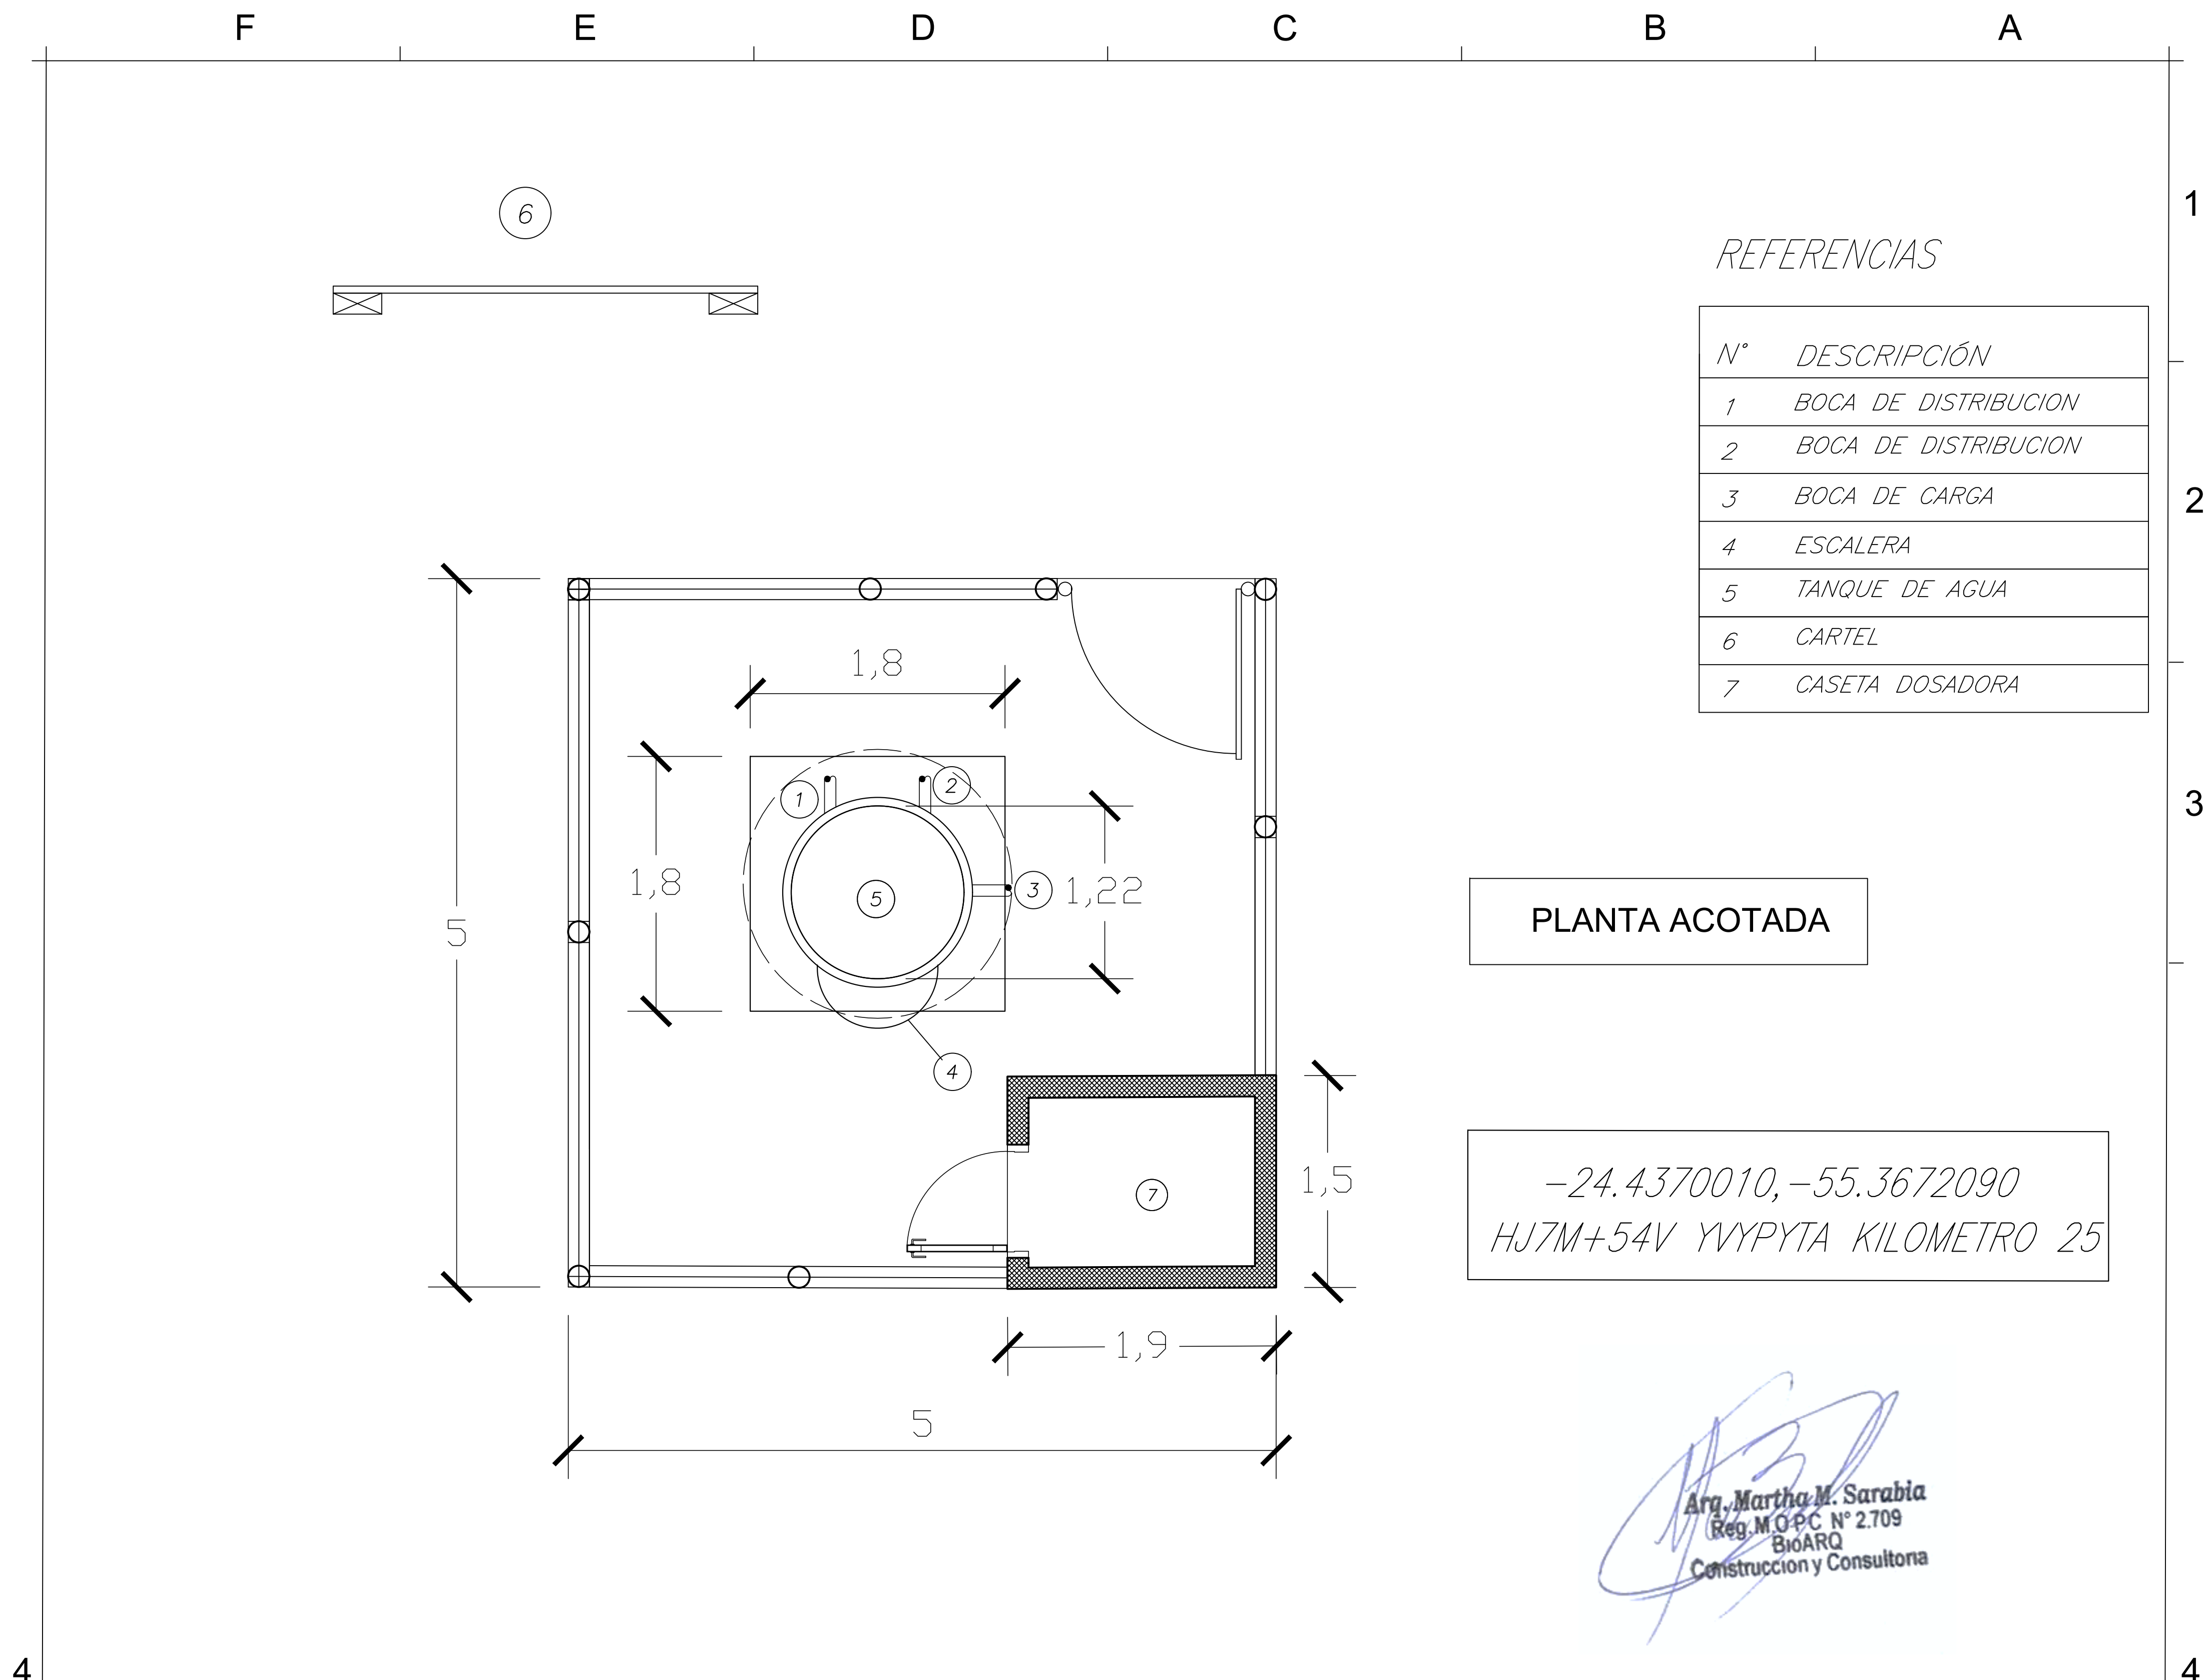 F E D C B A
6
1
REFERENCIAS
N° DESCRIPCIÓN
1 BOCA DE DISTRIBUCION
2 BOCA DE DISTRIBUCION
3 BOCA DE CARGA
4 ESCALERA
5 TANQUE DE AGUA
6 CARTEL
7 CASETA DOSADORA
2
1,8
1
2
3
1,8
5
3
1,22
5
PLANTA ACOTADA
4
1,5
7
-24.4370010,-55.3672090
HJ7M+54V YVYPYTA KILOMETRO 25
1,9
5
Arq. Martha M. Sarabia
Reg.M.O.P.C N° 2.709
BioARQ
Construccion y Consultoria
4
4